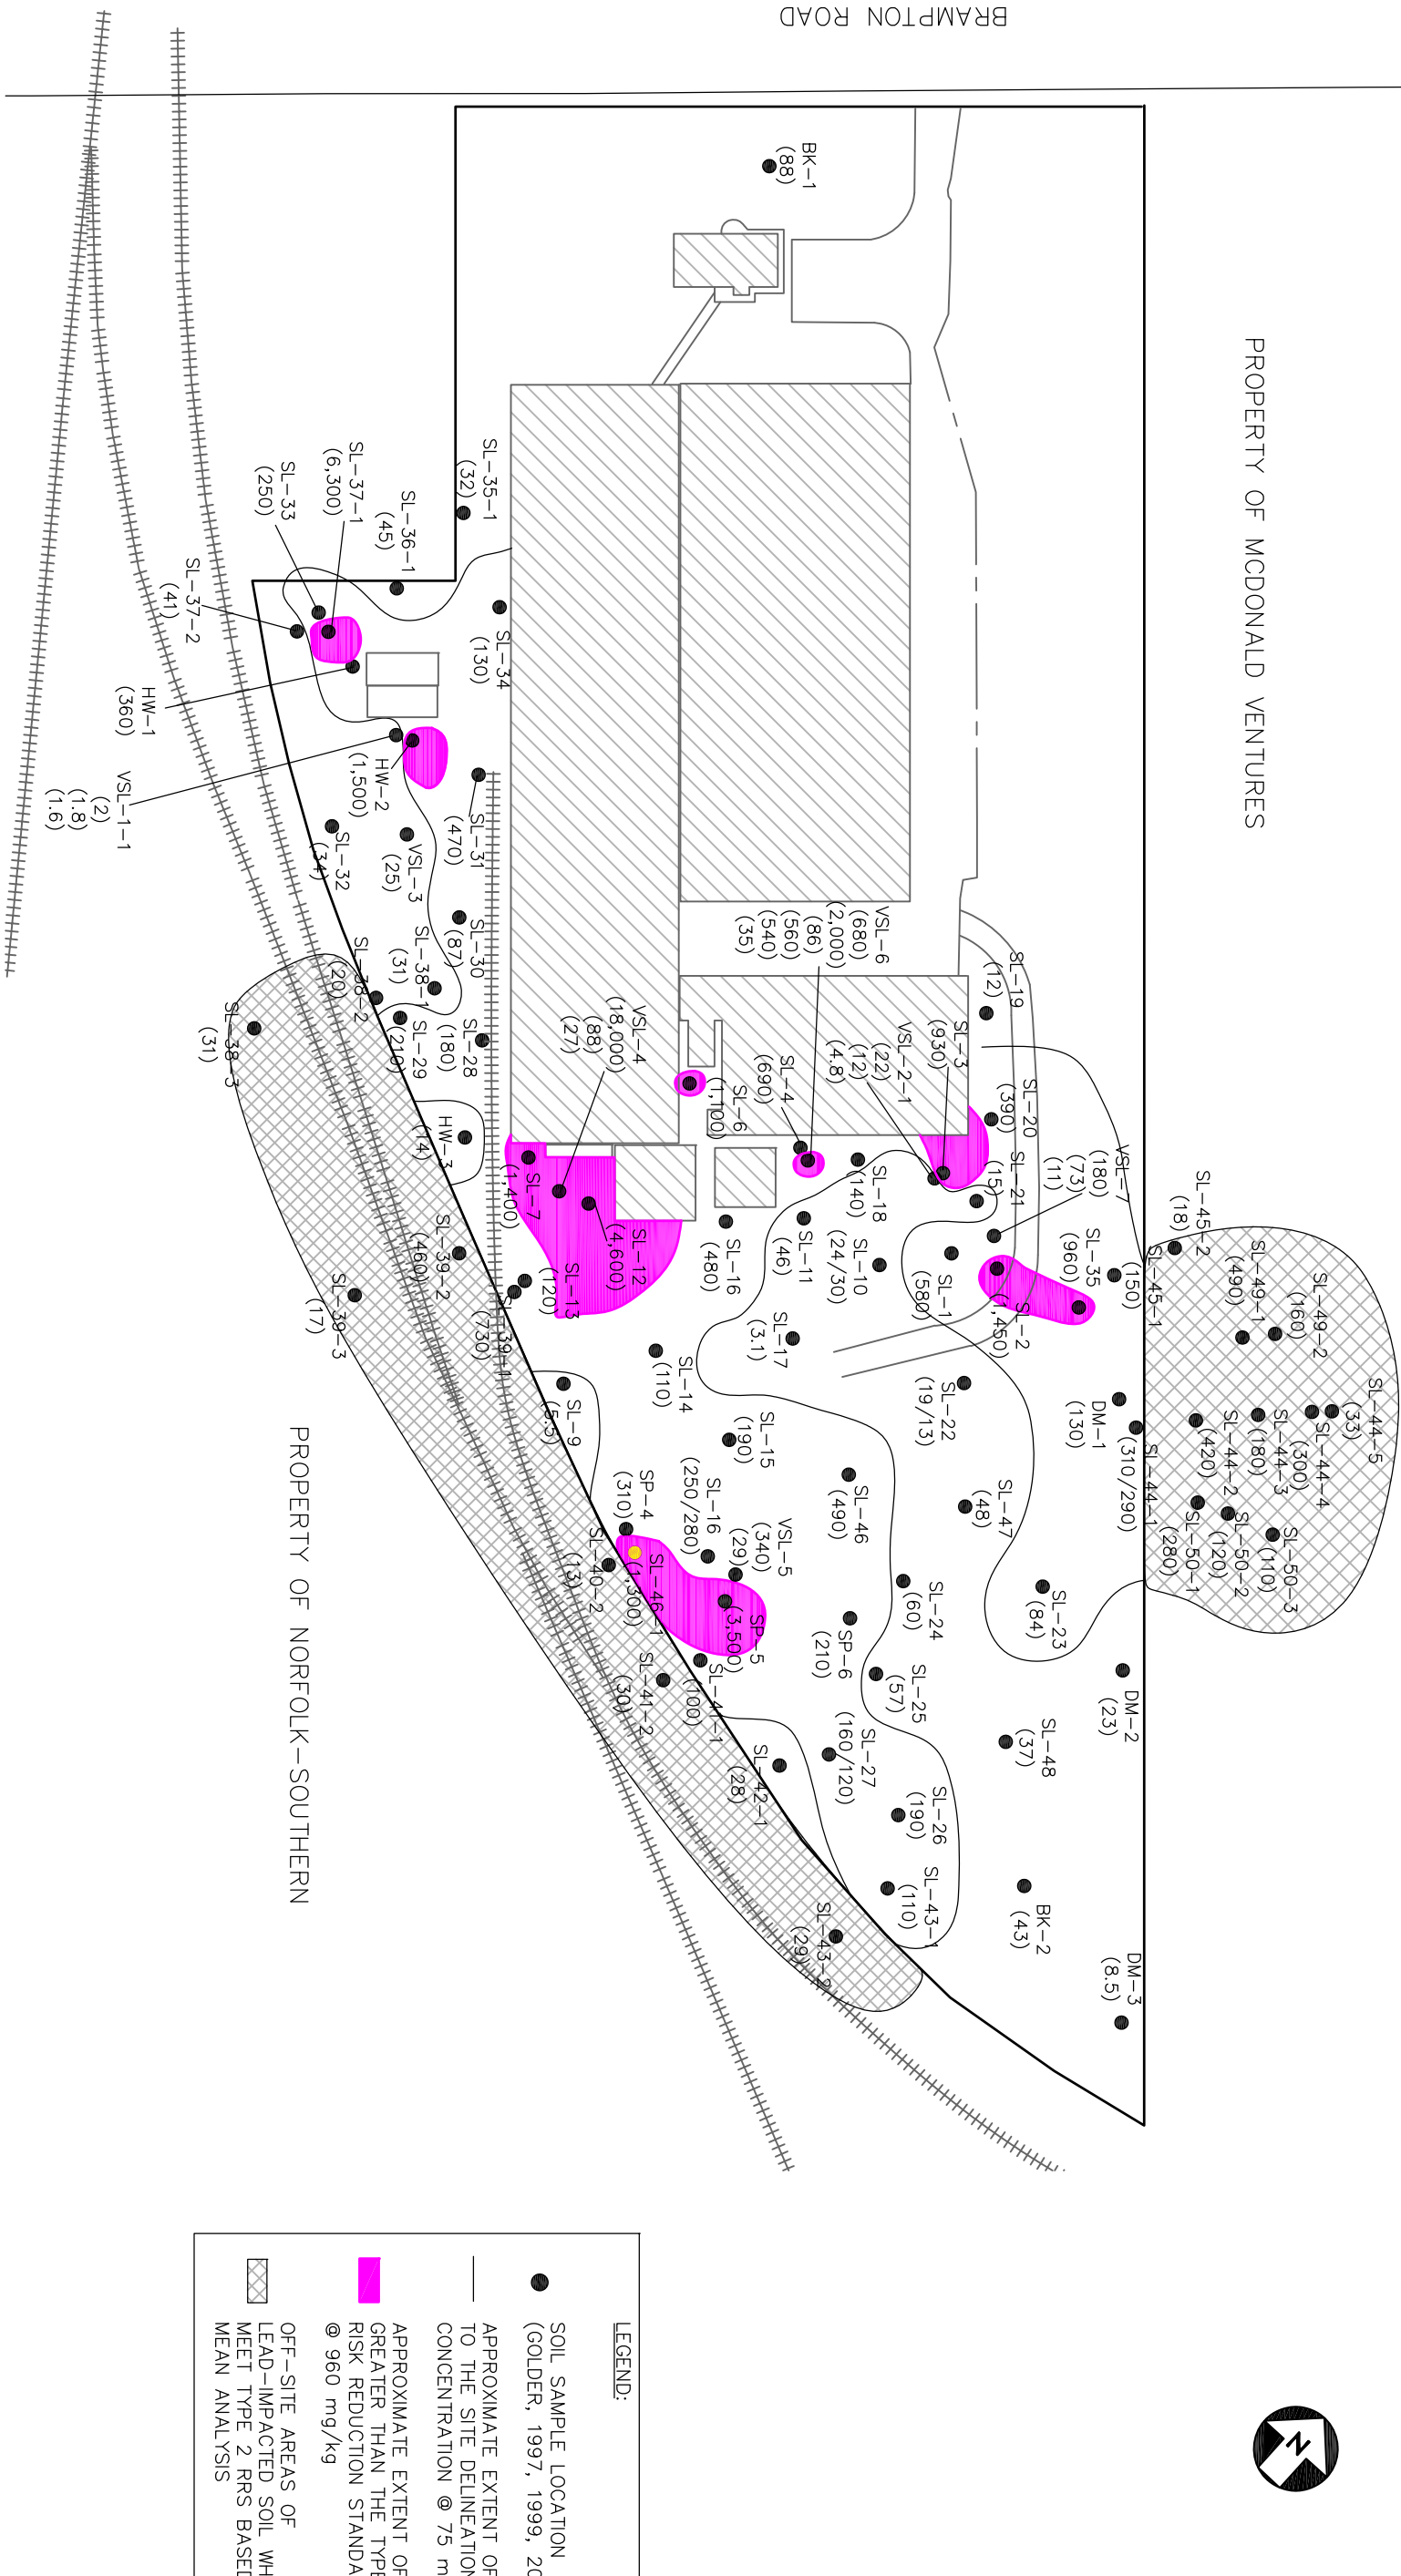 BRAMPTON ROAD
PROPERTY OF MCDONALD VENTURES
BK-1
(88)
SL-35-1
(32)
SL-36-1
(45)
SL-37-1
(6,300)
SL-33
(250)
SL-37-2
(41)
SL-34
(130)
HW-1
(360)
VSL-1-1
(2)
(1.8)
(1.6)
HW-2
(1,500)
SL-31
(470)
SL-32
(34)
VSL-3
(25)
SL-30
(87)
SL-38-1
(31)
SL-38-2
(20)
SL-38-3
(31)
SL-29
(210)
SL-28
(180)
HW-3
(14)
VSL-6
(680)
(2,000)
(86)
(560)
(540)
(35)
VSL-4
(18,000)
(88)
(27)
SL-19
(12)
SL-3
(930)
VSL-2-1
(22)
(12)
(4.8)
SL-4
(690)
SL-6
(1,100)
SL-20
(390)
SL-21
(15)
VSL-7
(180)
(73)
(11)
SL-35
(960)
SL-45-2
(18)
SL-45-1
(150)
SL-49-1
(490)
SL-49-2
(160)
SL-44-5
(33)
SL-44-4
(300)
SL-44-3
(180)
SL-44-2
(420)
SL-44-1
(310/290)
SL-50-3
(110)
SL-50-2
(120)
SL-50-1
(280)
DM-1
(130)
SL-18
(140)
SL-10
(24/30)
SL-11
(46)
SL-16
(480)
SL-1
(580)
SL-2
(1,450)
SL-7
(1,400)
SL-12
(4,600)
SL-13
(120)
SL-39-1
(730)
SL-39-2
(460)
SL-39-3
(17)
SL-17
(3.1)
SL-14
(110)
SL-9
(5.5)
SL-22
(19/13)
SL-15
(190)
SL-46
(490)
SL-47
(48)
SL-16
(250/280)
VSL-5
(340)
(29)
SP-4
(310)
SL-40-2
(13)
SL-46-1
(1,300)
SP-5
(3,500)
SL-24
(60)
SL-23
(84)
SP-6
(210)
SL-25
(57)
SL-41-1
(100)
SL-41-2
(30)
DM-2
(23)
SL-48
(37)
SL-27
(160/120)
SL-42-1
(28)
SL-26
(190)
SL-43-1
(110)
SL-43-2
(29)
BK-2
(43)
DM-3
(8.5)
PROPERTY OF NORFOLK-SOUTHERN
N
LEGEND:
SOIL SAMPLE LOCATION
(GOLDER, 1997, 1999, 20
APPROXIMATE EXTENT OF
TO THE SITE DELINEATION
CONCENTRATION @ 75 m
APPROXIMATE EXTENT OF
GREATER THAN THE TYPE
RISK REDUCTION STANDA
@ 960 mg/kg
OFF-SITE AREAS OF
LEAD-IMPACTED SOIL WH
MEET TYPE 2 RRS BASED
MEAN ANALYSIS